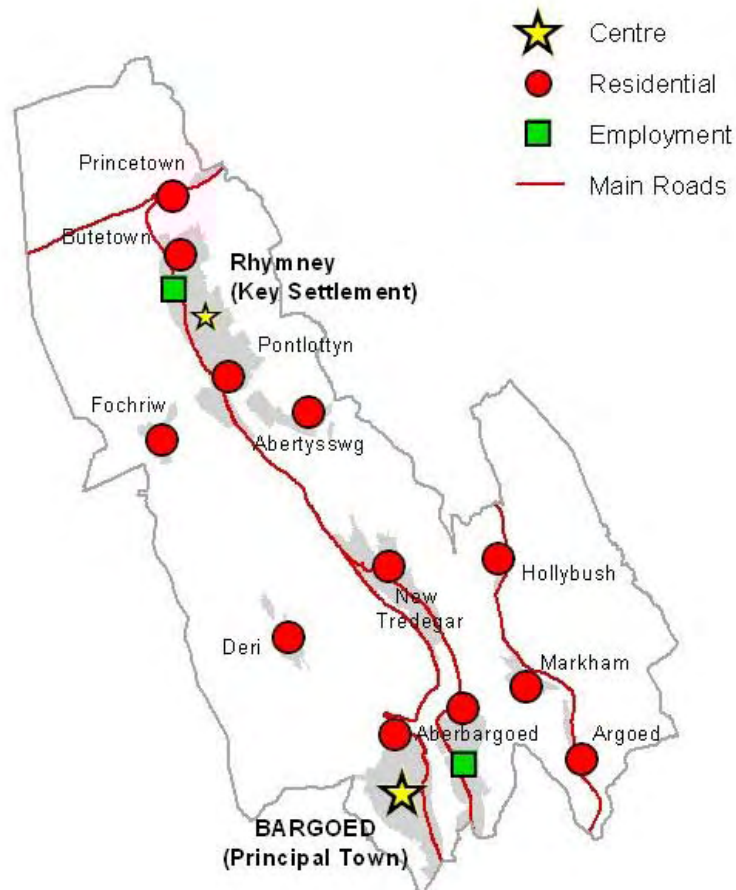 Centre
Residential
Employment
Main Roads
Princetown
Butetown
Rhymney
(Key Settlement)
Pontlottyn
Fochriw
Abertysswg
Hollybush
New
Tredegar
Deri
Markham
Aberbargoed
Argoed
BARGOED
(Principal Town)